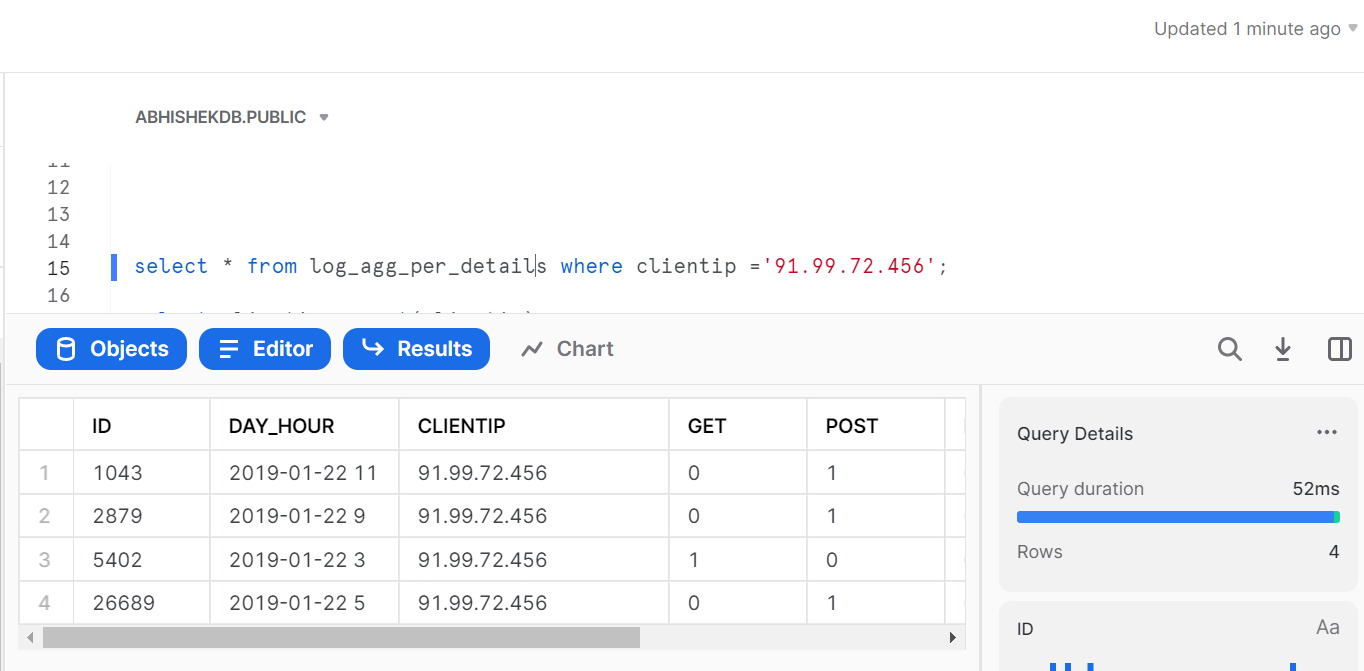 Updated 1 minute ago
ABHISHEKDB.PUBLIC
12
13
14
15 select * from log_agg_per_details where clientip ='91.99.72.456';
16
Objects Editor Results Chart
ID DAY_HOUR CLIENTIP GET POST
1 1043 2019-01-22 11 91.99.72.456 0 1
2 2879 2019-01-22 9 91.99.72.456 0 1
3 5402 2019-01-22 3 91.99.72.456 1 0
4 26689 2019-01-22 5 91.99.72.456 0 1
Query Details
Query duration 52ms
Rows 4
ID Aa